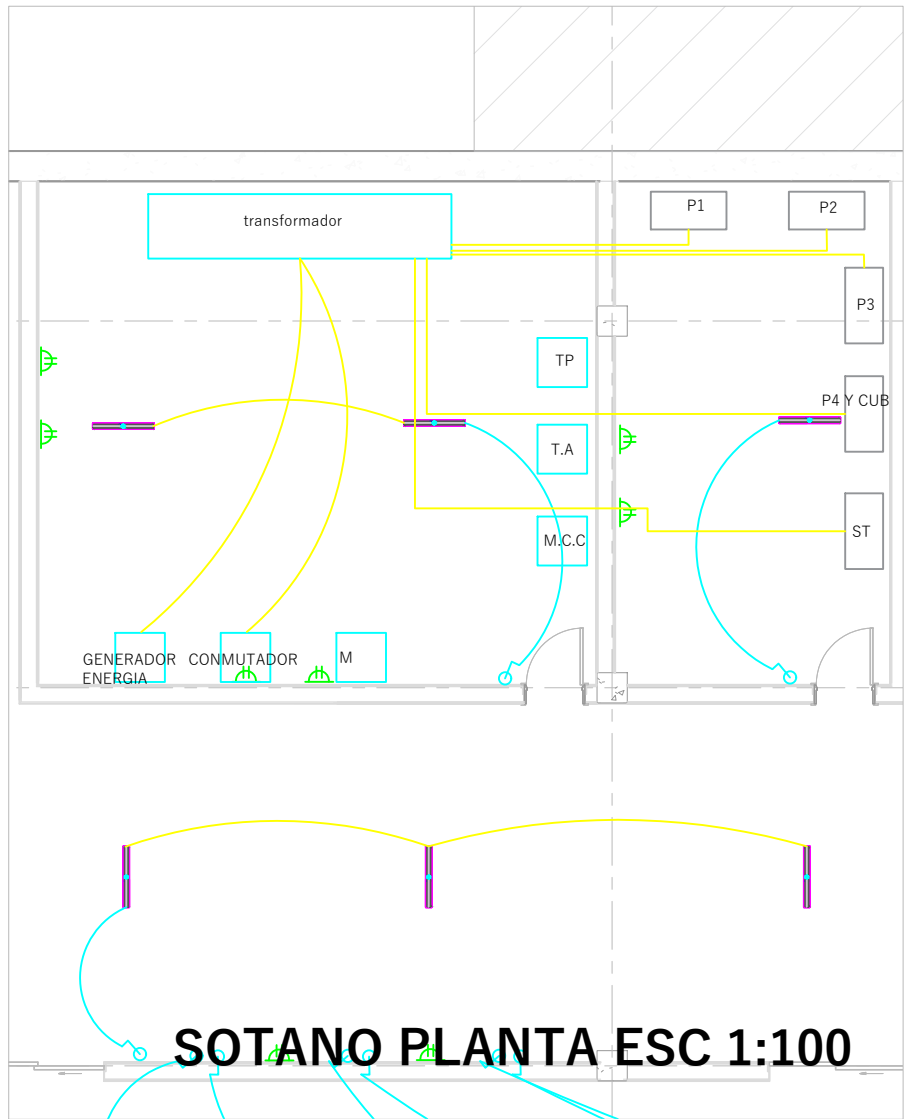 transformador
P1
P2
P3
TP
P4 Y CUB
T.A
ST
M.C.C
GENERADOR
ENERGIA
CONMUTADOR
M
SOTANO PLANTA ESC 1:100